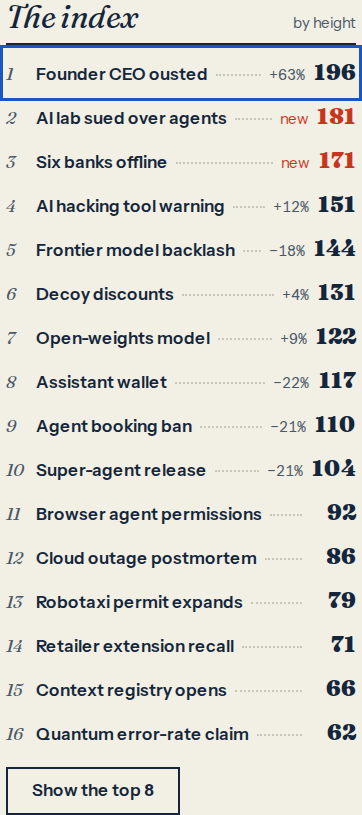 The index by height
1 Founder CEO ousted +63% 196
2 AI lab sued over agents new 181
3 Six banks offline new 171
4 AI hacking tool warning +12% 151
5 Frontier model backlash −18% 144
6 Decoy discounts +4% 131
7 Open-weights model +9% 122
8 Assistant wallet −22% 117
9 Agent booking ban −21% 110
10 Super-agent release −21% 104
11 Browser agent permissions 92
12 Cloud outage postmortem 86
13 Robotaxi permit expands 79
14 Retailer extension recall 71
15 Context registry opens 66
16 Quantum error-rate claim 62
Show the top 8